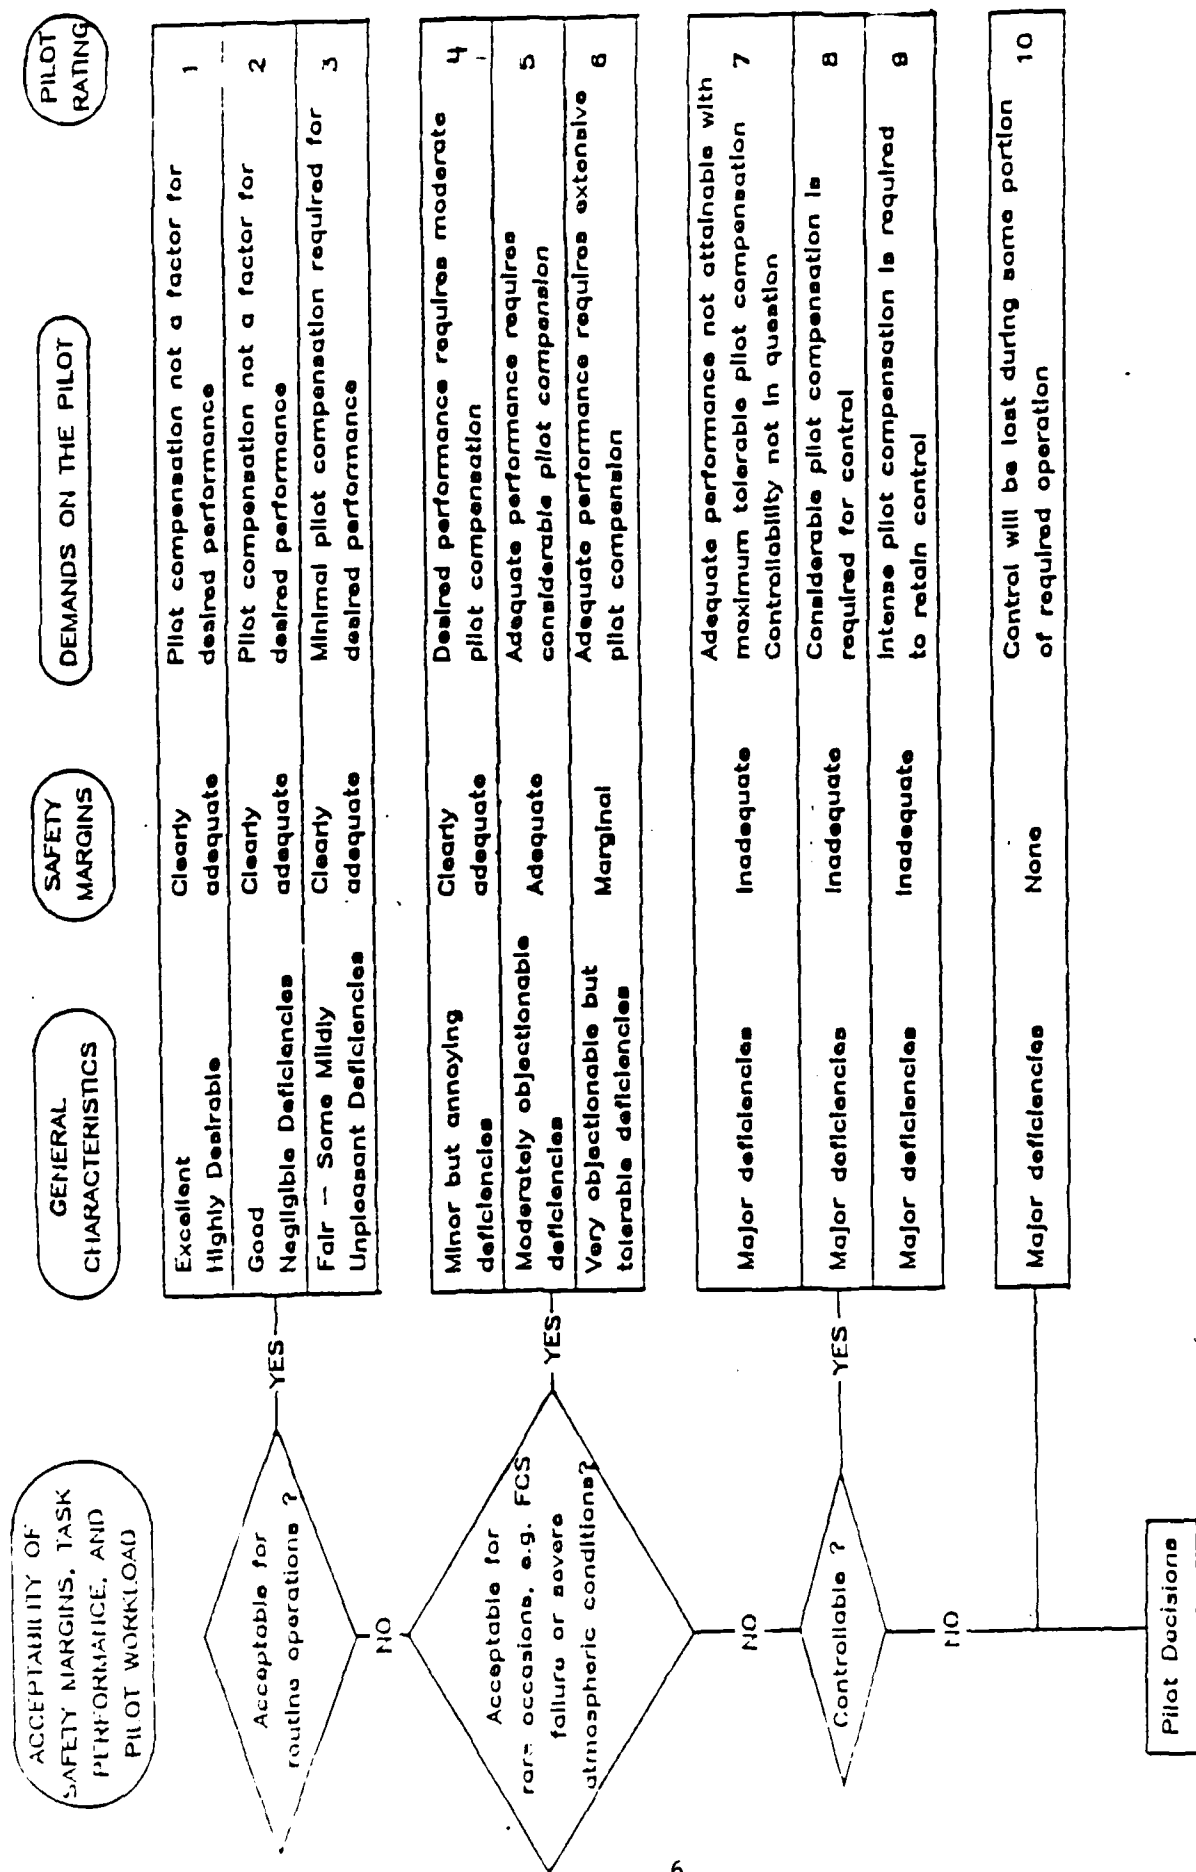 ACCEPTABILITY OF
SAFETY MARGINS, TASK
PERFORMANCE, AND
PILOT WORKLOAD
GENERAL
CHARACTERISTICS
SAFETY
MARGINS
DEMANDS ON THE PILOT
PILOT
RATING
Acceptable for
routine operations ?
YES
Excellent
Highly Desirable
Clearly
adequate
Pilot compensation not a factor for
desired performance
1
Good
Negligible Deficiencies
Clearly
adequate
Pilot compensation not a factor for
desired performance
2
Fair -- Some Mildly
Unpleasant Deficiencies
Clearly
adequate
Minimal pilot compensation required for
desired performance
3
NO
Acceptable for
rare occasions, e.g. FCS
failure or severe
atmospheric conditions?
YES
Minor but annoying
deficiencies
Clearly
adequate
Desired performance requires moderate
pilot compensation
4
Moderately objectionable
deficiencies
Adequate
Adequate performance requires
considerable pilot compension
5
Very objectionable but
tolerable deficiencies
Marginal
Adequate performance requires extensive
pilot compension
6
NO
Controllable ?
YES
Major deficiencies
Inadequate
Adequate performance not attainable with
maximum tolerable pilot compensation
Controllability not in question
7
Major deficiencies
Inadequate
Considerable pilot compensation is
required for control
8
Major deficiencies
Inadequate
Intense pilot compensation is required
to retain control
9
NO
Major deficiencies
None
Control will be lost during some portion
of required operation
10
Pilot Decisions
6